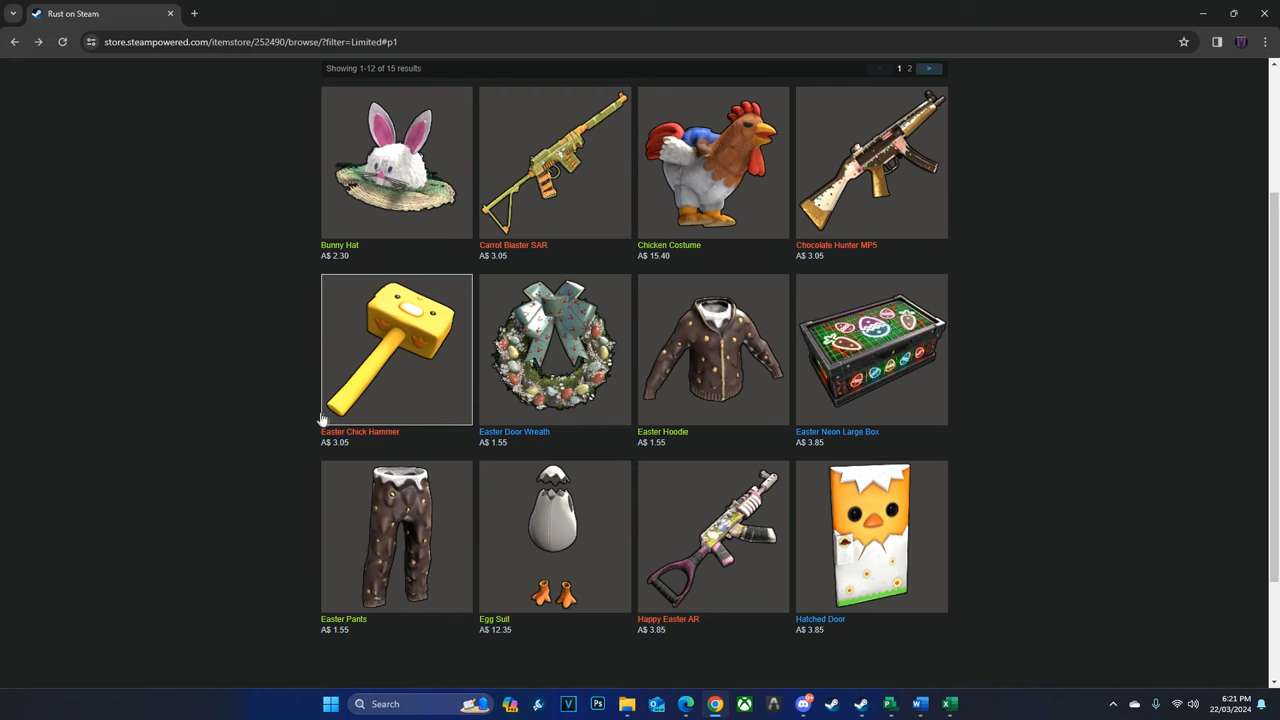 Rust on Steam
store.steampowered.com/itemstore/252490/browse/?filter=Limited#p1
Showing 1-12 of 15 results
< 1 2 >
Bunny Hat
A$ 2.30
Carrot Blaster SAR
A$ 3.05
Chicken Costume
A$ 15.40
Chocolate Hunter MP5
A$ 3.05
Easter Chick Hammer
A$ 3.05
Easter Door Wreath
A$ 1.55
Easter Hoodie
A$ 1.55
Easter Neon Large Box
A$ 3.85
Easter Pants
A$ 1.55
Egg Suit
A$ 12.35
Happy Easter AR
A$ 3.85
Hatched Door
A$ 3.85
Search
6:21 PM
22/03/2024